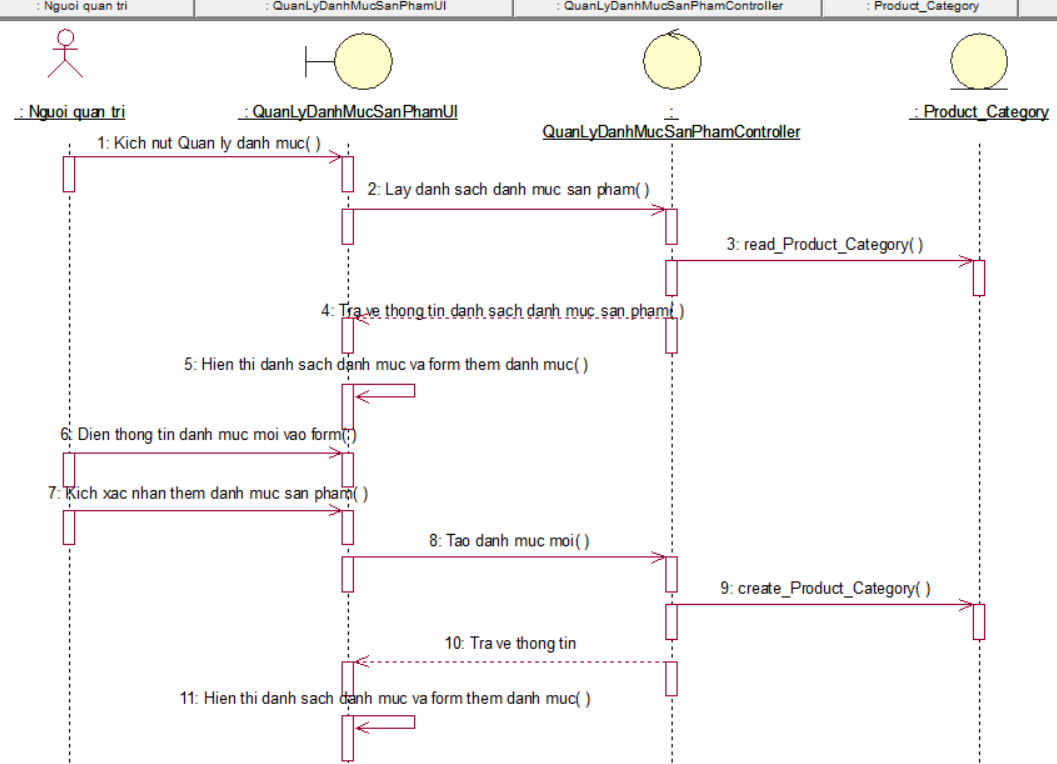 : Nguoi quan tri
: QuanLyDanhMucSanPhamUI
: QuanLyDanhMucSanPhamController
: Product_Category
: Nguoi quan tri
: QuanLyDanhMucSanPhamUI
:
QuanLyDanhMucSanPhamController
: Product_Category
1: Kich nut Quan ly danh muc( )
2: Lay danh sach danh muc san pham( )
3: read_Product_Category( )
4: Tra ve thong tin danh sach danh muc san pham( )
5: Hien thi danh sach danh muc va form them danh muc( )
6: Dien thong tin danh muc moi vao form( )
7: Kich xac nhan them danh muc san pham( )
8: Tao danh muc moi( )
9: create_Product_Category( )
10: Tra ve thong tin
11: Hien thi danh sach danh muc va form them danh muc( )